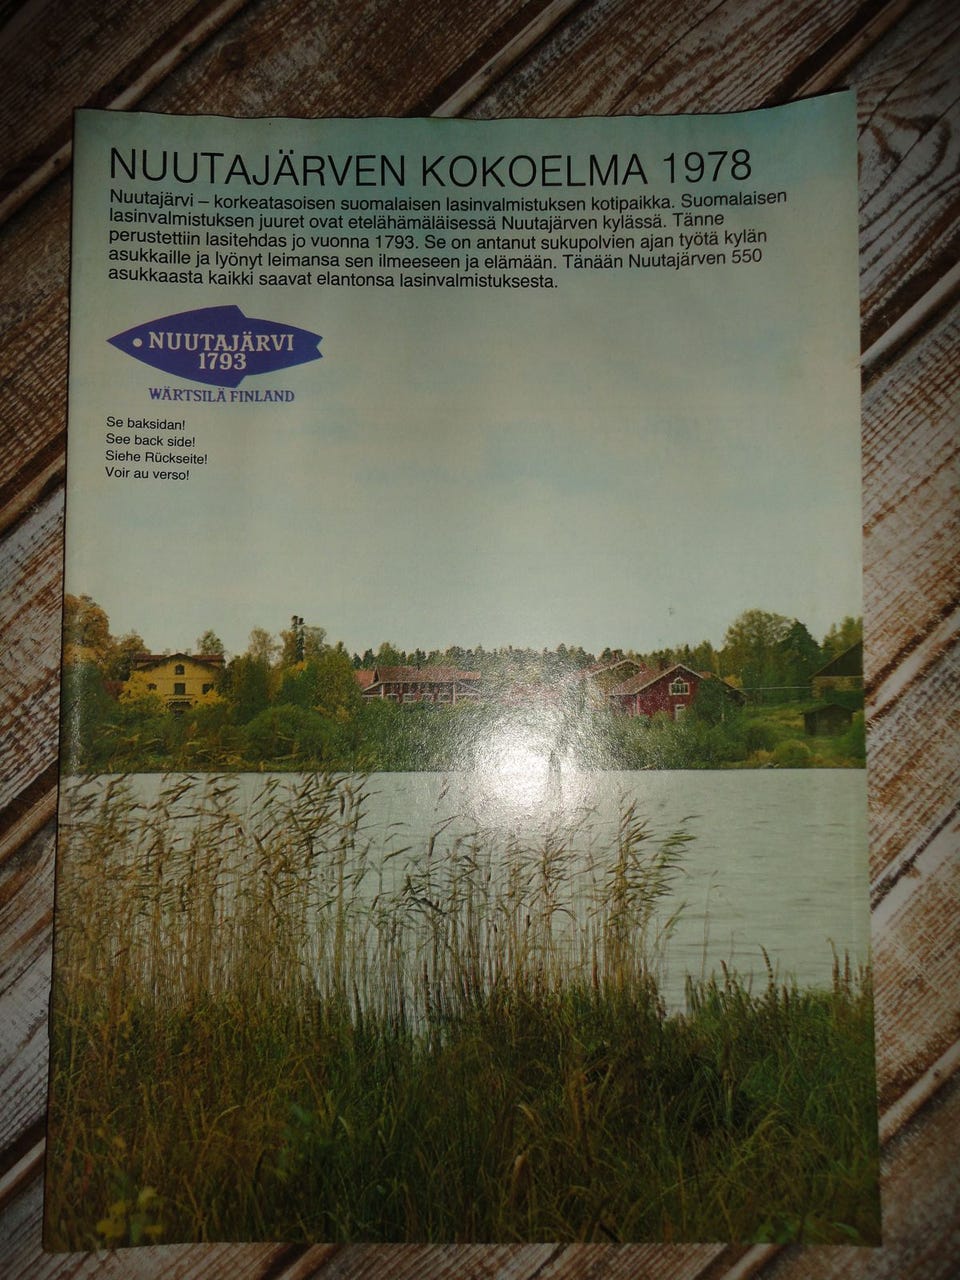 NUUTAJÄRVEN KOKOELMA 1978
Nuutajärvi – korkeatasoisen suomalaisen lasinvalmistuksen kotipaikka. Suomalaisen
lasinvalmistuksen juuret ovat etelähämäläisessä Nuutajärven kylässä. Tänne
perustettiin lasitehdas jo vuonna 1793. Se on antanut sukupolvien ajan työtä kylän
asukkaille ja lyönyt leimansa sen ilmeeseen ja elämään. Tänään Nuutajärven 550
asukkaasta kaikki saavat elantonsa lasinvalmistuksesta.
NUUTAJÄRVI
1793
WÄRTSILÄ FINLAND
Se baksidan!
See back side!
Siehe Rückseite!
Voir au verso!